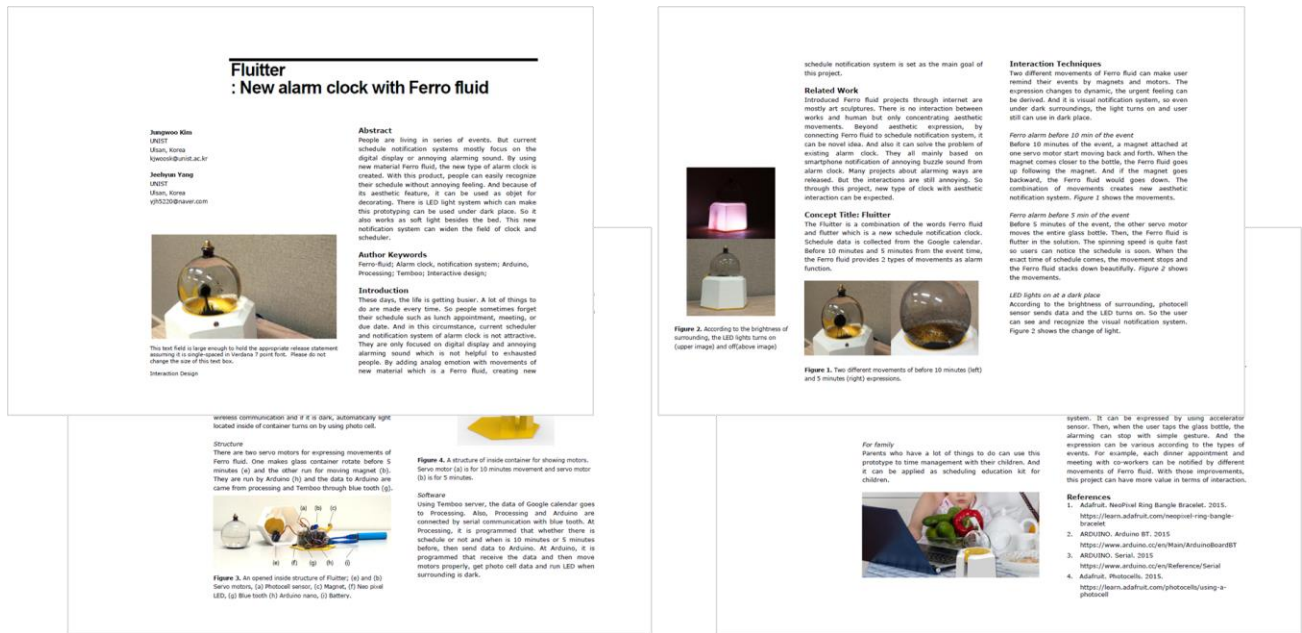 Fluitter
: New alarm clock with Ferro fluid
Jungwoo Kim
UNIST
Ulsan, Korea
kjwoosk@unist.ac.kr
Jeehyun Yang
UNIST
Ulsan, Korea
yjh5220@naver.com
This text field is large enough to hold the appropriate release statement
assuming it is single-spaced in Verdana 7 point font. Please do not
change the size of this text box.
Interaction Design
Abstract
People are living in series of events. But current
schedule notification systems mostly focus on the
digital display or annoying alarming sound. By using
new material Ferro fluid, the new type of alarm clock is
created. With this product, people can easily recognize
their schedule without annoying feeling. And because of
its aesthetic feature, it can be used as objet for
decorating. There is LED light system which can make
this prototyping can be used under dark place. So it
also works as soft light besides the bed. This new
notification system can widen the field of clock and
scheduler.
Author Keywords
Ferro-fluid; Alarm clock, notification system; Arduino,
Processing; Temboo; Interactive design;
Introduction
These days, the life is getting busier. A lot of things to
do are made every time. So people sometimes forget
their schedule such as lunch appointment, meeting, or
due date. And in this circumstance, current scheduler
and notification system of alarm clock is not attractive.
They are only focused on digital display and annoying
alarming sound which is not helpful to exhausted
people. By adding analog emotion with movements of
new material which is a Ferro fluid, creating new
schedule notification system is set as the main goal of
this project.
Related Work
Introduced Ferro fluid projects through internet are
mostly art sculptures. There is no interaction between
works and human but only concentrating aesthetic
movements. Beyond aesthetic expression, by
connecting Ferro fluid to schedule notification system, it
can be novel idea. And also it can solve the problem of
existing alarm clock. They all mainly based on
smartphone notification of annoying buzzle sound from
alarm clock. Many projects about alarming ways are
released. But the interactions are still annoying. So
through this project, new type of clock with aesthetic
interaction can be expected.
Concept Title: Fluitter
The Fluitter is a combination of the words Ferro fluid
and flutter which is a new schedule notification clock.
Schedule data is collected from the Google calendar.
Before 10 minutes and 5 minutes from the event time,
the Ferro fluid provides 2 types of movements as alarm
function.
Figure 2. According to the brightness of
surrounding, the LED lights turns on
(upper image) and off(above image)
Figure 1. Two different movements of before 10 minutes (left)
and 5 minutes (right) expressions.
Interaction Techniques
Two different movements of Ferro fluid can make user
remind their events by magnets and motors. The
expression changes to dynamic, the urgent feeling can
be derived. And it is visual notification system, so even
under dark surroundings, the light turns on and user
still can use in dark place.
Ferro alarm before 10 min of the event
Before 10 minutes of the event, a magnet attached at
one servo motor start moving back and forth. When the
magnet comes closer to the bottle, the Ferro fluid goes
up following the magnet. And if the magnet goes
backward, the Ferro fluid would goes down. The
combination of movements creates new aesthetic
notification system. Figure 1 shows the movements.
Ferro alarm before 5 min of the event
Before 5 minutes of the event, the other servo motor
moves the entire glass bottle. Then, the Ferro fluid is
flutter in the solution. The spinning speed is quite fast
so users can notice the schedule is soon. When the
exact time of schedule comes, the movement stops and
the Ferro fluid stacks down beautifully. Figure 2 shows
the movements.
LED lights on at a dark place
According to the brightness of surrounding, photocell
sensor sends data and the LED turns on. So the user
can see and recognize the visual notification system.
Figure 2 shows the change of light.
wireless communication and if it is dark, automatically light
located inside of container turns on by using photo cell.
Structure
There are two servo motors for expressing movements of
Ferro fluid. One makes glass container rotate before 5
minutes (e) and the other run for moving magnet (b).
They are run by Arduino (h) and the data to Arduino are
came from processing and Temboo through blue tooth (g).
(a) (b) (c)
(e) (f) (g) (h) (i)
Figure 3. An opened inside structure of Fluitter; (e) and (b)
Servo motors, (a) Photocell sensor, (c) Magnet, (f) Neo pixel
LED, (g) Blue tooth (h) Arduino nano, (i) Battery.
Figure 4. A structure of inside container for showing motors.
Servo motor (a) is for 10 minutes movement and servo motor
(b) is for 5 minutes.
Software
Using Temboo server, the data of Google calendar goes
to Processing. Also, Processing and Arduino are
connected by serial communication with blue tooth. At
Processing, it is programmed that whether there is
schedule or not and when is 10 minutes or 5 minutes
before, then send data to Arduino. At Arduino, it is
programmed that receive the data and then move
motors properly, get photo cell data and run LED when
surrounding is dark.
For family
Parents who have a lot of things to do can use this
prototype to time management with their children. And
it can be applied as scheduling education kit for
children.
system. It can be expressed by using accelerator
sensor. Then, when the user taps the glass bottle, the
alarming can stop with simple gesture. And the
expression can be various according to the types of
events. For example, each dinner appointment and
meeting with co-workers can be notified by different
movements of Ferro fluid. With those improvements,
this project can have more value in terms of interaction.
References
1. Adafruit. NeoPixel Ring Bangle Bracelet. 2015.
https://learn.adafruit.com/neopixel-ring-bangle-
bracelet
2. ARDUINO. Arduino BT. 2015
https://www.arduino.cc/en/Main/ArduinoBoardBT
3. ARDUINO. Serial. 2015
https://www.arduino.cc/en/Reference/Serial
4. Adafruit. Photocells. 2015.
https://learn.adafruit.com/photocells/using-a-
photocell